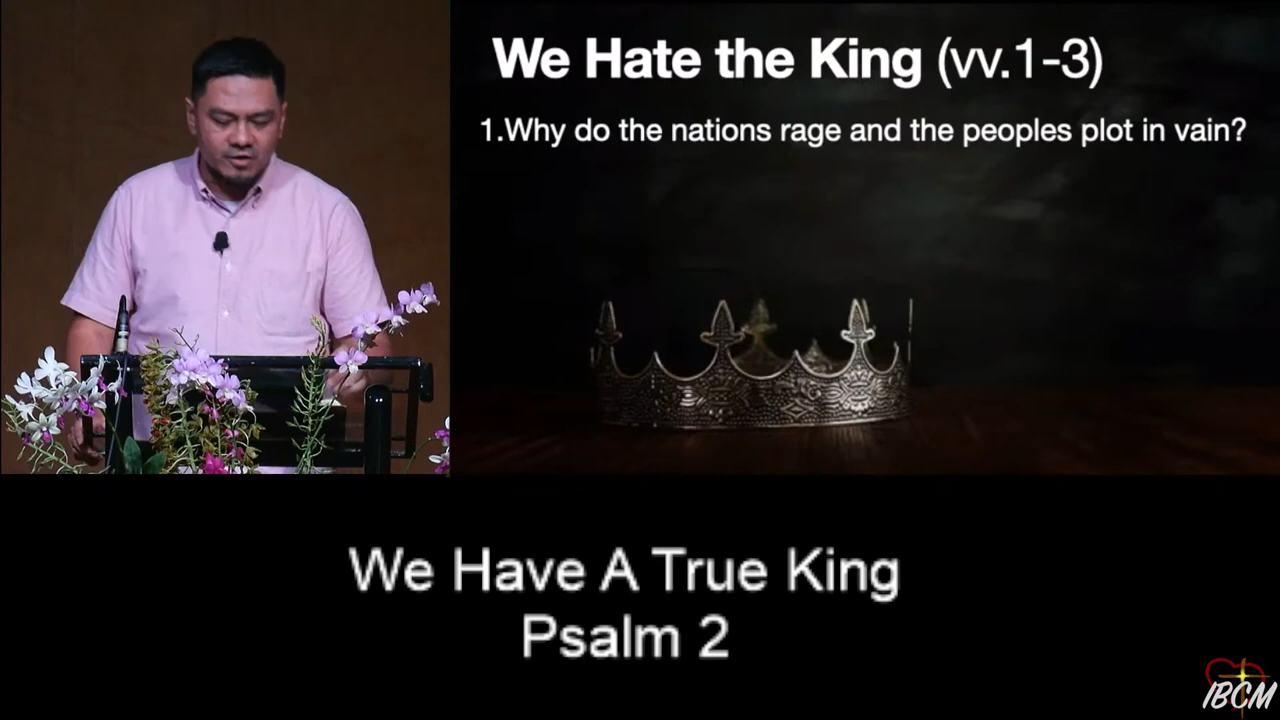 We Hate the King (vv.1-3)
1.Why do the nations rage and the peoples plot in vain?
We Have A True King
Psalm 2
IBCM